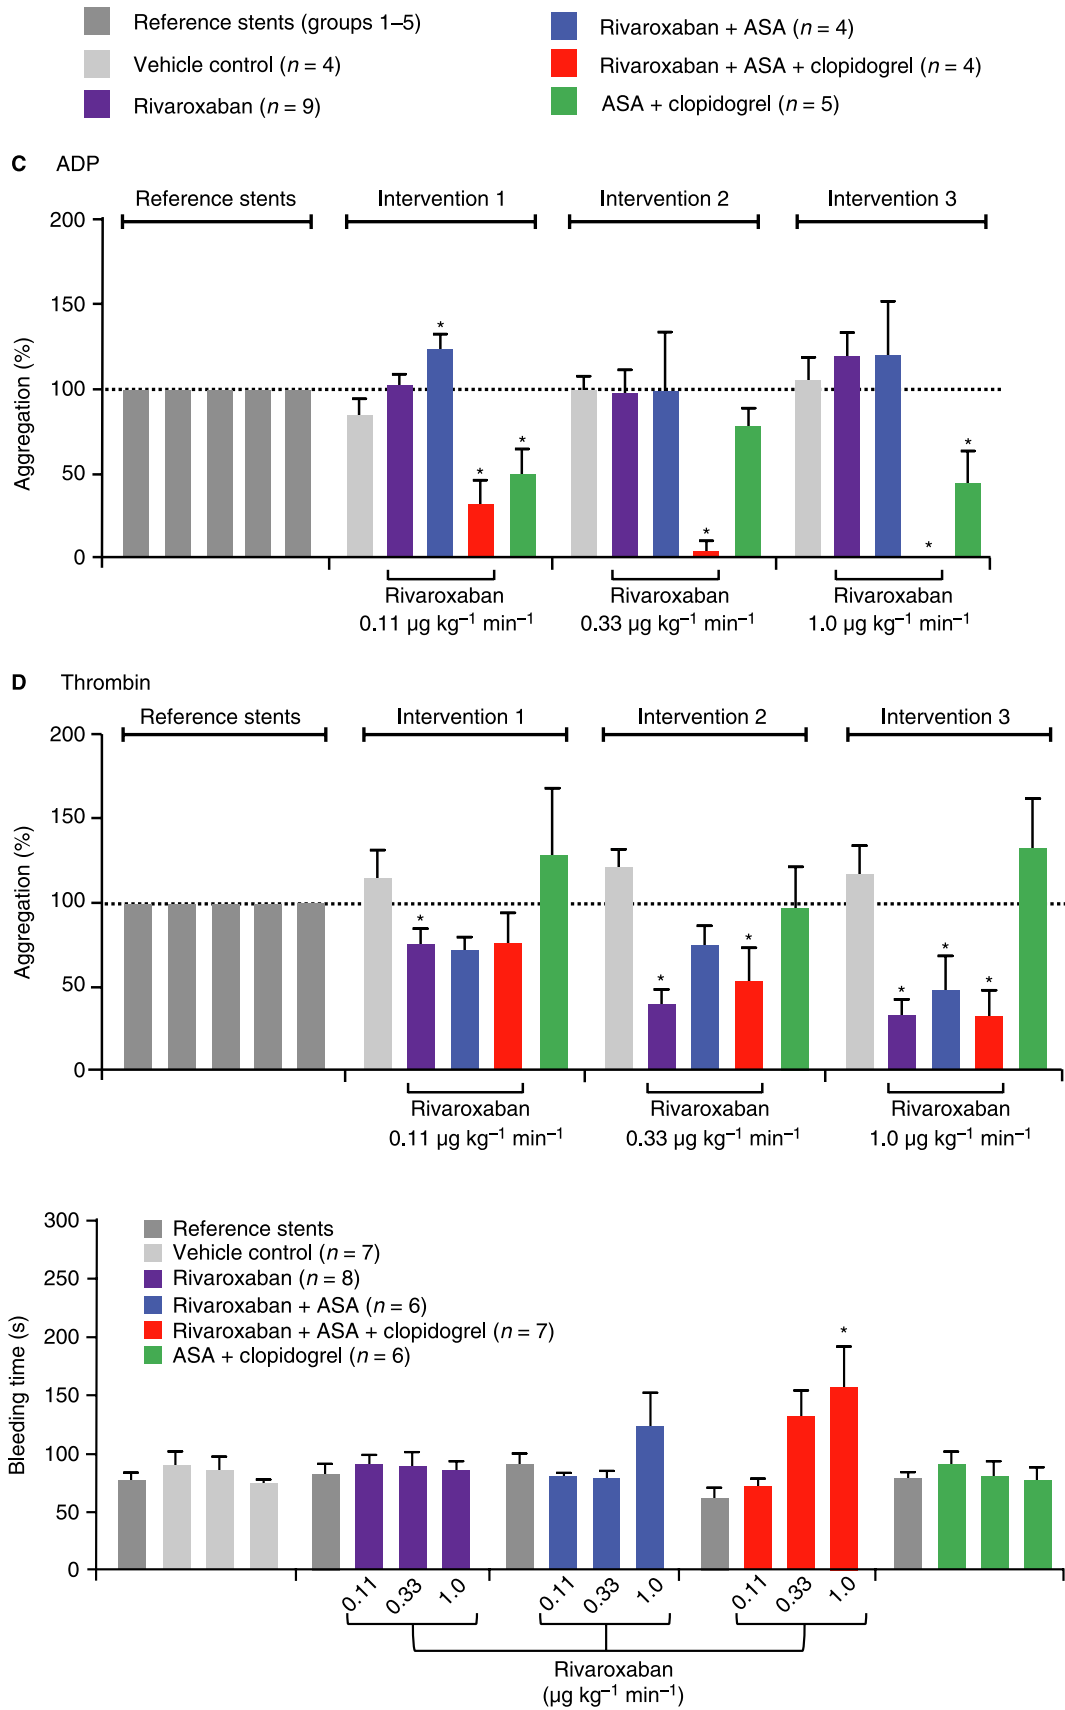 Reference stents (groups 1–5)
Vehicle control (n = 4)
Rivaroxaban (n = 9)
Rivaroxaban + ASA (n = 4)
Rivaroxaban + ASA + clopidogrel (n = 4)
ASA + clopidogrel (n = 5)
C ADP
Reference stents Intervention 1 Intervention 2 Intervention 3
200
150
100
50
0
Aggregation (%)
* * * * * *
Rivaroxaban Rivaroxaban Rivaroxaban
0.11 µg kg⁻¹ min⁻¹ 0.33 µg kg⁻¹ min⁻¹ 1.0 µg kg⁻¹ min⁻¹
D Thrombin
Reference stents Intervention 1 Intervention 2 Intervention 3
200
150
100
50
0
Aggregation (%)
* * * * * *
Rivaroxaban Rivaroxaban Rivaroxaban
0.11 µg kg⁻¹ min⁻¹ 0.33 µg kg⁻¹ min⁻¹ 1.0 µg kg⁻¹ min⁻¹
300
250
200
150
100
50
0
Bleeding time (s)
Reference stents
Vehicle control (n = 7)
Rivaroxaban (n = 8)
Rivaroxaban + ASA (n = 6)
Rivaroxaban + ASA + clopidogrel (n = 7)
ASA + clopidogrel (n = 6)
*
0.11 0.33 1.0 0.11 0.33 1.0 0.11 0.33 1.0
Rivaroxaban
(µg kg⁻¹ min⁻¹)